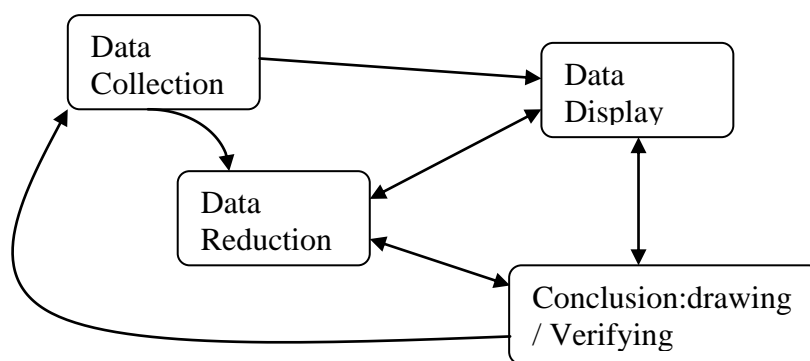 Data
Collection
Data
Display
Data
Reduction
Conclusion:drawing
/ Verifying